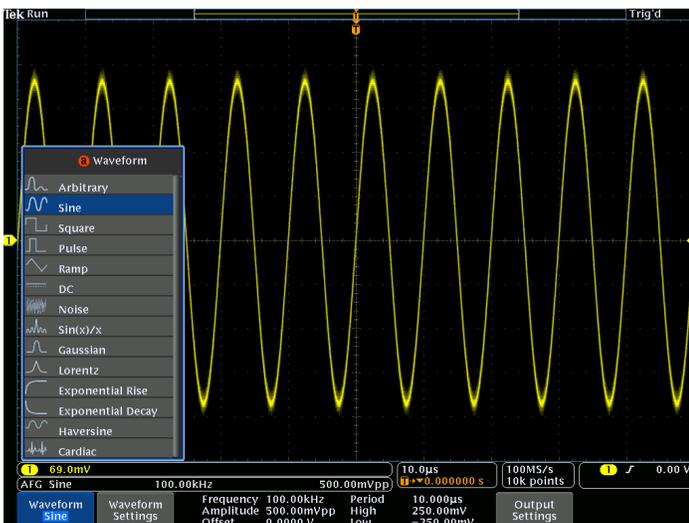 Tek Run Trig'd
T
a Waveform
Arbitrary
Sine
Square
Pulse
Ramp
DC
Noise
Sin(x)/x
Gaussian
Lorentz
Exponential Rise
Exponential Decay
Haversine
Cardiac
1
1 69.0mV 10.0µs 100MS/s 1 0.00 V
AFG Sine 100.00kHz 500.00mVpp T→▼0.000000 s 10k points
Waveform Sine
Waveform Settings
Frequency 100.00kHz Period 10.000µs
Amplitude 500.00mVpp High 250.00mV
Offset 0.0000 V Low −250.00mV
Output Settings